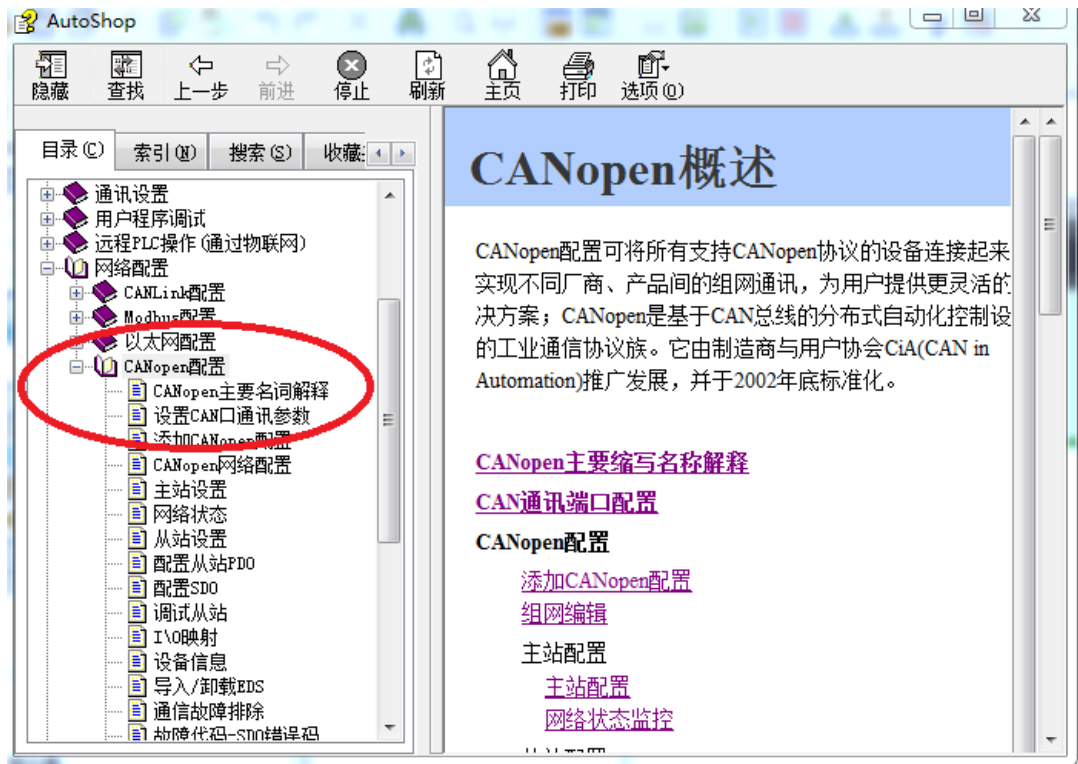 AutoShop
隐藏 查找 上一步 前进 停止 刷新 主页 打印 选项(O)
目录(C) 索引(N) 搜索(S) 收藏
通讯设置
用户程序调试
远程PLC操作(通过物联网)
网络配置
CANLink配置
Modbus配置
以太网配置
CANopen配置
CANopen主要名词解释
设置CAN口通讯参数
添加CANopen配置
CANopen网络配置
主站设置
网络状态
从站设置
配置从站PDO
配置SDO
调试从站
I\O映射
设备信息
导入/卸载EDS
通信故障排除
故障代码-SDO错误码
CANopen概述
CANopen配置可将所有支持CANopen协议的设备连接起来
实现不同厂商、产品间的组网通讯，为用户提供更灵活的
决方案；CANopen是基于CAN总线的分布式自动化控制设
的工业通信协议族。它由制造商与用户协会CiA(CAN in
Automation)推广发展，并于2002年底标准化。
CANopen主要缩写名称解释
CAN通讯端口配置
CANopen配置
添加CANopen配置
组网编辑
主站配置
主站配置
网络状态监控